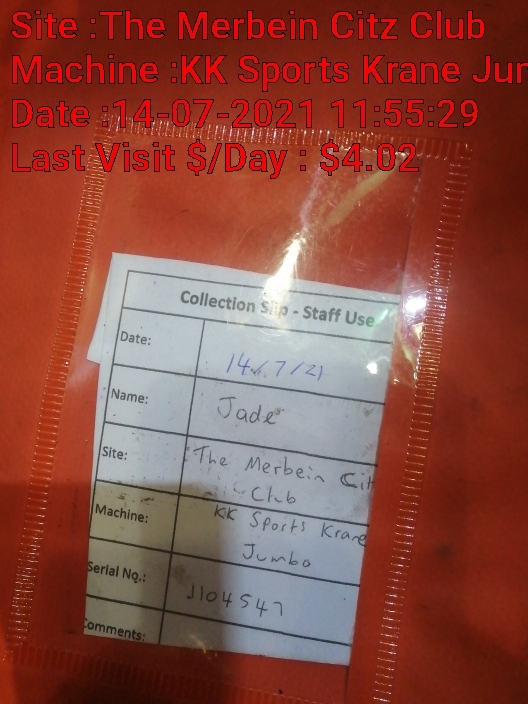 Site :The Merbein Citz Club
Machine :KK Sports Krane Jum
Date :14-07-2021 11:55:29
Last Visit $/Day : $4.02
Collection Slip - Staff Use
Date: 14/7/21
Name: Jade
Site: The Merbein Cit
Club
Machine: KK Sports Krane
Jumbo
Serial No.: 1104547
Comments: